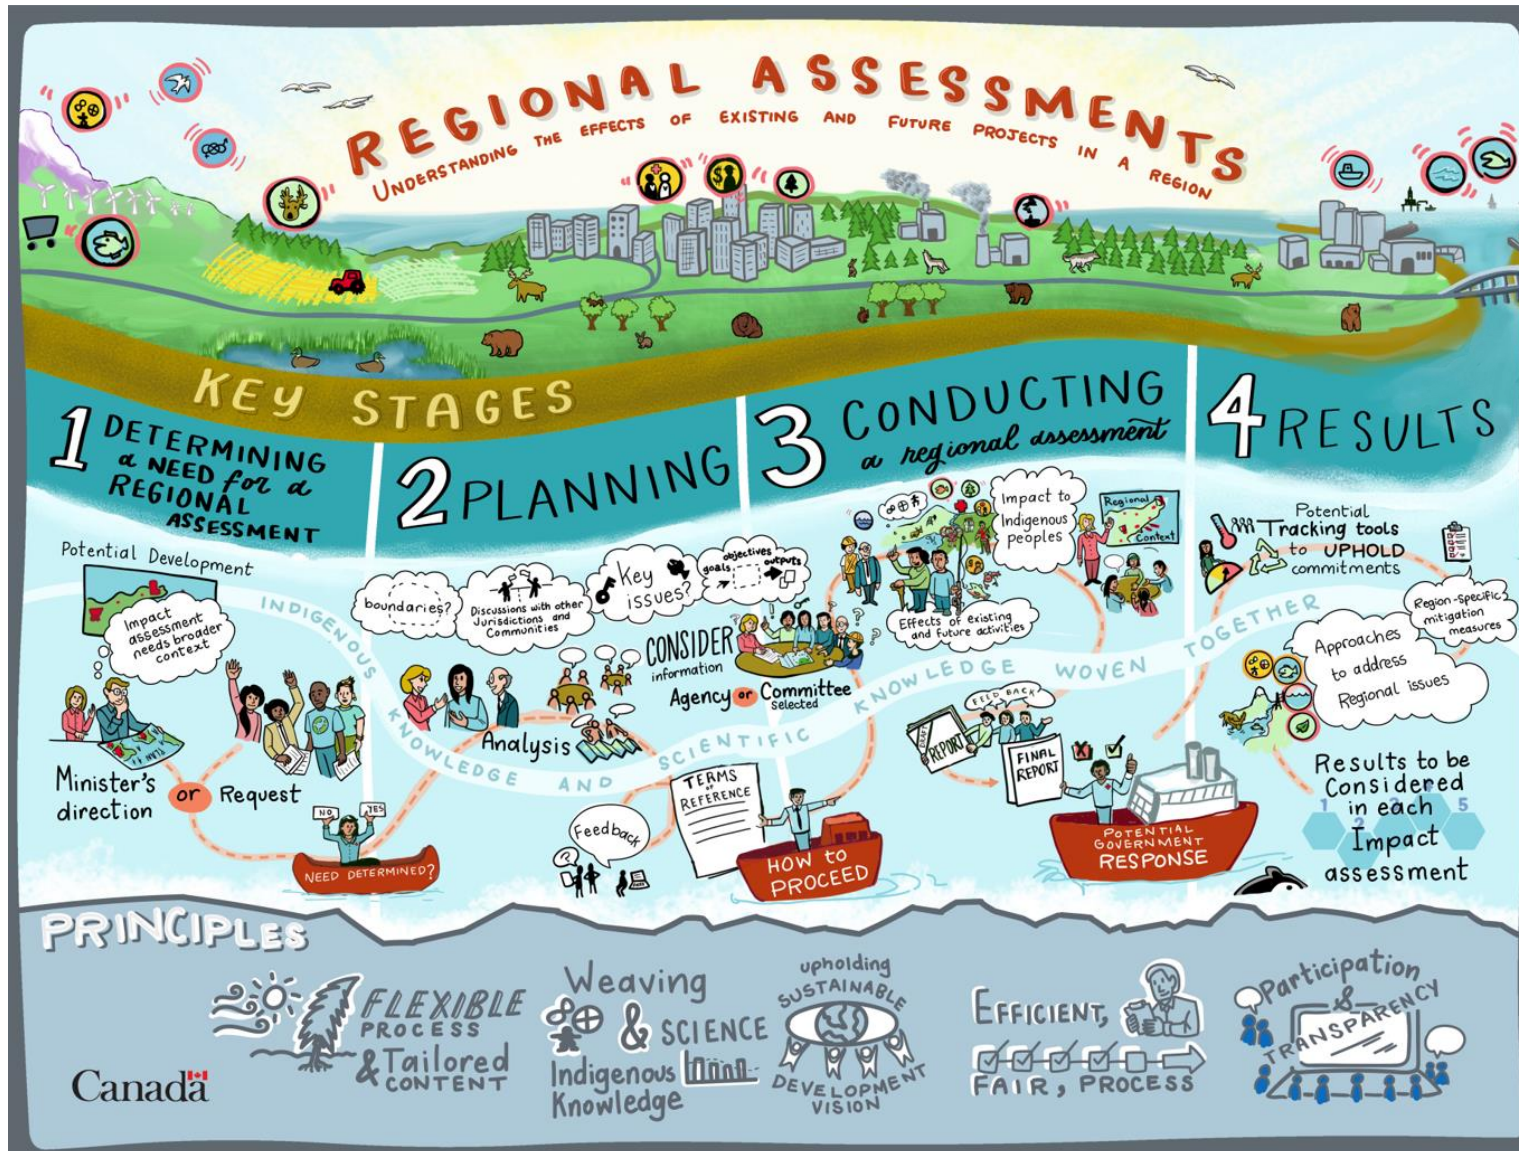 REGIONAL ASSESSMENTS
UNDERSTANDING THE EFFECTS OF EXISTING AND FUTURE PROJECTS IN A REGION
KEY STAGES
1 DETERMINING
a NEED for a
REGIONAL
ASSESSMENT
Potential Development
Impact
assessment
needs broader
context
PLAN
Minister's
direction
or
Request
NO
YES
NEED DETERMINED?
INDIGENOUS KNOWLEDGE AND SCIENTIFIC KNOWLEDGE WOVEN TOGETHER
2 PLANNING
boundaries?
Discussions with other
Jurisdictions and
Communities
Key
issues?
goals
objectives
outputs
Analysis
CONSIDER
information
Agency or Committee
Selected
Feedback
?
TERMS
OF
REFERENCE
HOW to
PROCEED
3 CONDUCTING
a regional assessment
Impact to
Indigenous
peoples
Regional
Context
Effects of existing
and future activities
DRAFT
REPORT
FEED BACK
FINAL
REPORT
POTENTIAL
GOVERNMENT
RESPONSE
4 RESULTS
Potential
Tracking tools
to UPHOLD
commitments
Region-specific
mitigation
measures
Approaches
to address
Regional issues
Results to be
Considered
in each
Impact
assessment
1 2 3 4 5
PRINCIPLES
FLEXIBLE
PROCESS
& Tailored
CONTENT
Weaving
& SCIENCE
Indigenous
Knowledge
upholding
SUSTAINABLE
DEVELOPMENT
VISION
EFFICIENT,
FAIR, PROCESS
Participation
&
TRANSPARENCY
Canada